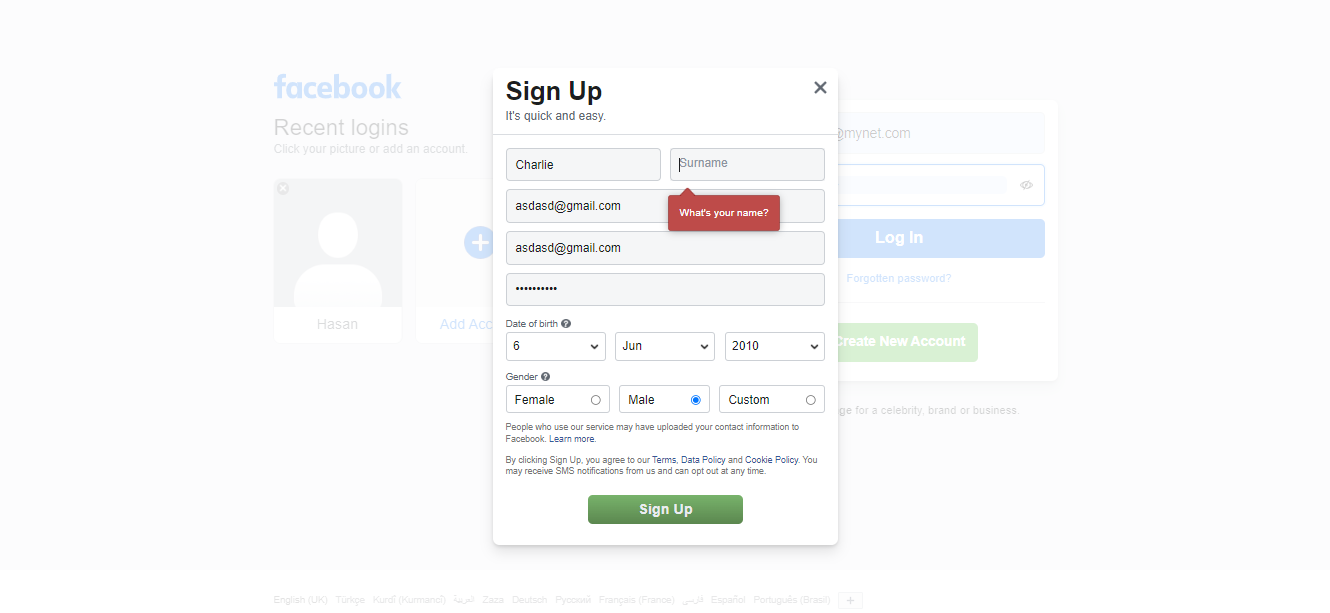 facebook
Recent logins
Click your picture or add an account.
Hasan
Add Acc
Sign Up
It's quick and easy.
Charlie
Surname
asdasd@gmail.com
What's your name?
asdasd@gmail.com
••••••••••
Date of birth
6 Jun 2010
Gender
Female Male Custom
People who use our service may have uploaded your contact information to
Facebook. Learn more.
By clicking Sign Up, you agree to our Terms, Data Policy and Cookie Policy. You
may receive SMS notifications from us and can opt out at any time.
Sign Up
@mynet.com
Log In
Forgotten password?
Create New Account
ge for a celebrity, brand or business.
English (UK) Türkçe Kurdî (Kurmancî) العربية Zaza Deutsch Русский Français (France) فارسی Español Português (Brasil) +